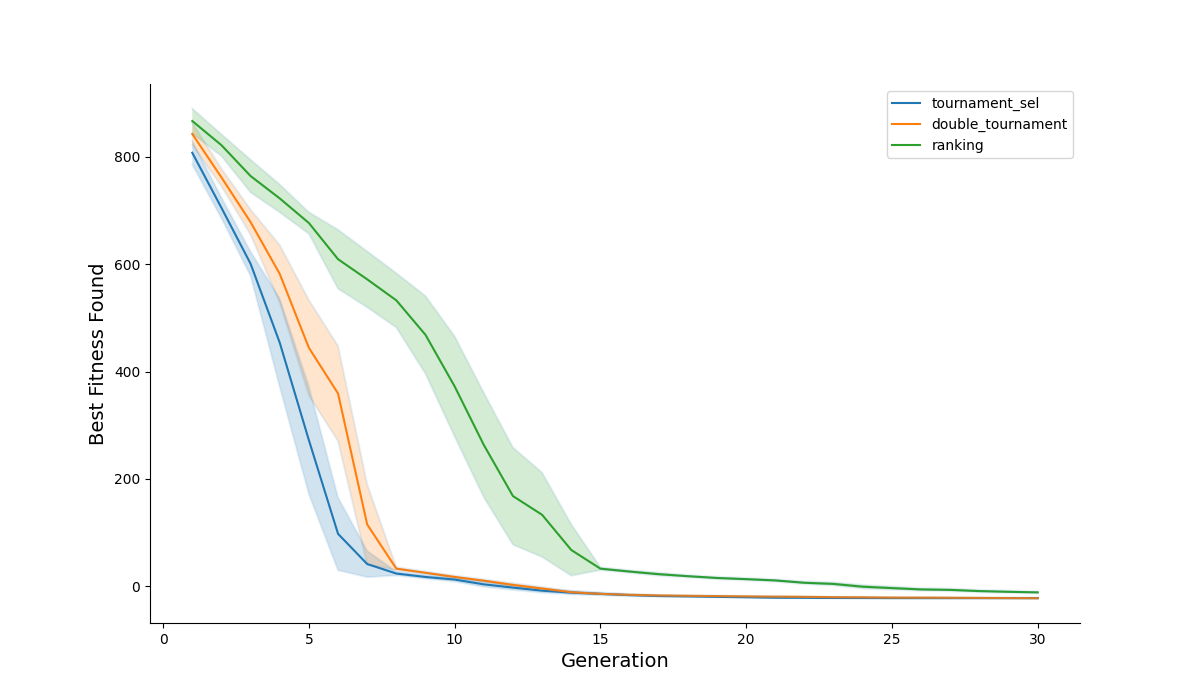 tournament_sel
double_tournament
ranking
800
600
400
200
0
Best Fitness Found
0 5 10 15 20 25 30
Generation